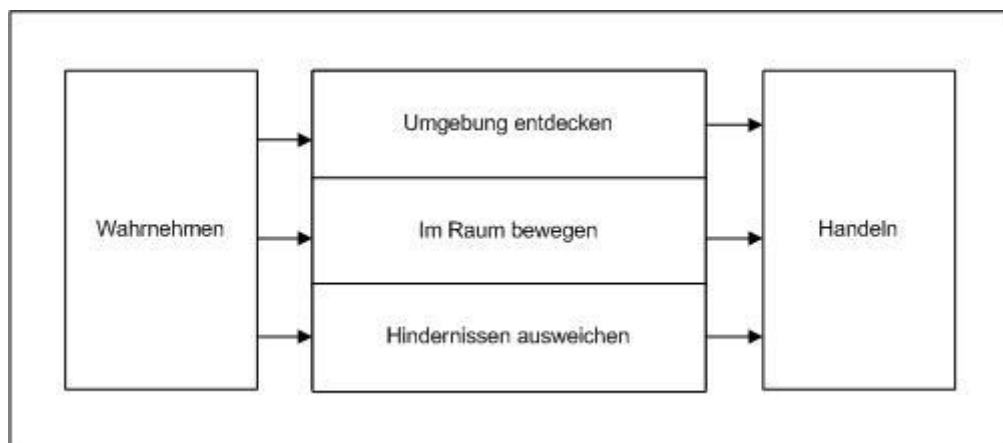 Umgebung entdecken
Wahrnehmen
Im Raum bewegen
Handeln
Hindernissen ausweichen